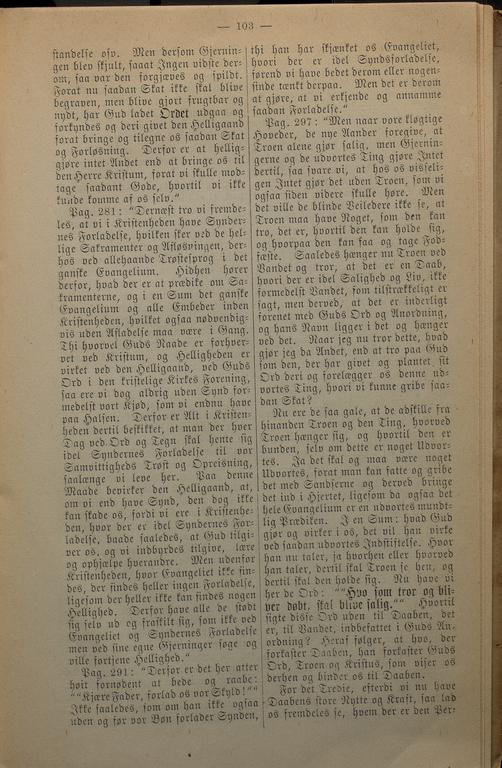 — 103 —
standelse osv. Men dersom Gjernin-
gen blev skjult, saaat Ingen vidste der-
om, saa var den forgjæves og spildt.
Forat nu saadan Skat ikke skal blive
begraven, men blive gjort frugtbar og
nydt, har Gud ladet Ordet udgaa og
forkyndes og deri givet den Helligaand
forat bringe og tilegne os saadan Skat
og Forløsning. Derfor er at hellig-
gjøre intet Andet end at bringe os til
den Herre Kristum, forat vi skulle mod-
tage saadant Gode, hvortil vi ikke
kunde komme af os selv."
Pag. 281: "Dernæst tro vi fremde-
les, at vi i Kristenheden have Synder-
nes Forladelse, hvilken sker ved de hel-
lige Sakramenter og Afløsningen, der-
hos ved allehaande Trøstesprog i det
ganske Evangelium. Hidhen hører
derfor, hvad der er at prædike om Sa-
kramenterne, og i en Sum det ganske
Evangelium og alle Embeder inden
Kristenheden, hvilket ogsaa nødvendig-
vis uden Afladelse maa være i Gang.
Thi hvorvel Guds Naade er forhver-
vet ved Kristum, og Helligheden er
virket ved den Helligaand, ved Guds
Ord i den kristelige Kirkes Forening,
saa ere vi dog aldrig uden Synd for-
medelst vort Kjød, som vi endnu have
paa Halsen. Derfor er Alt i Kristen-
heden dertil beskikket, at man der hver
Dag ved Ord og Tegn skal hente sig
idel Syndernes Forladelse til vor
Samvittigheds Trøst og Opreisning,
saalænge vi leve her. Paa denne
Maade bevirker den Helligaand, at,
om vi end have Synd, den dog ikke
kan skade os, fordi vi ere i Kristenhe-
den, hvor der er idel Syndernes For-
ladelse, baade saaledes, at Gud tilgi-
ver os, og vi indbyrdes tilgive, lære
og ophjælpe hverandre. Men udenfor
Kristenheden, hvor Evangeliet ikke fin-
des, der findes heller ingen Forladelse,
ligesom der heller ikke kan findes nogen
Hellighed. Derfor have alle de stødt
sig selv ud og fraskilt sig, som ikke ved
Evangeliet og Syndernes Forladelse
men ved sine egne Gjerninger søge og
ville fortjene Hellighed."
Pag. 291: "Derfor er det her atter
høit fornødent at bede og raabe:
""Kjære Fader, forlad os vor Skyld!""
Ikke saaledes, som om han ikke ogsaa
uden og før vor Bøn forlader Synden,
thi han har skjænket os Evangeliet,
hvori der er idel Syndsforladelse,
førend vi have bedet derom eller nogen-
sinde tænkt derpaa. Men det er derom
at gjøre, at vi erkjende og annamme
saadan Forladelse."
Pag. 297: "Men naar vore kløgtige
Hoveder, de nye Aander foregive, at
Troen alene gjør salig, men Gjernin-
gerne og de udvortes Ting gjøre Intet
dertil, saa svare vi, at hos os visseli-
gen Intet gjør det uden Troen, som vi
ogsaa siden videre skulle høre. Men
det ville de blinde Veiledere ikke se, at
Troen maa have Noget, som den kan
tro, det er, hvortil den kan holde sig,
og hvorpaa den kan staa og tage Fod-
fæste. Saaledes hænger nu Troen ved
Vandet og tror, at det er en Daab,
hvori der er idel Salighed og Liv, ikke
formedelst Vandet, som tilstrækkeligt er
sagt, men derved, at det er inderligt
forenet med Guds Ord og Anordning,
og hans Navn ligger i det og hænger
ved det. Naar jeg nu tror dette, hvad
gjør jeg da Andet, end at tro paa Gud
som den, der har givet og plantet sit
Ord deri og forelægger os denne ud-
vortes Ting, hvori vi kunne gribe saa-
dan Skat?
Nu ere de saa gale, at de adskille fra
hinanden Troen og den Ting, hvorved
Troen hænger sig, og hvortil den er
bunden, selv om dette er noget Udvor-
tes. Ja det skal og maa være noget
Udvortes, forat man kan fatte og gribe
det med Sandserne og derved bringe
det ind i Hjertet, ligesom da ogsaa det
hele Evangelium er en udvortes mundt-
lig Prædiken. I en Sum: hvad Gud
gjør og virker i os, det vil han virke
ved saadan udvortes Indstiftelse. Hvor
han nu taler, ja hvorhen eller hvorved
han taler, dertil skal Troen se hen, og
dertil skal den holde sig. Nu have vi
her de Ord: ""Hvo som tror og bli-
ver døbt, skal blive salig."" Hvortil
sigte disse Ord uden til Daaben, det
er, til Vandet, indbefattet i Guds An-
ordning? Heraf følger, at hvo, der
forkaster Daaben, han forkaster Guds
Ord, Troen og Kristus, som viser os
derhen og binder os til Daaben.
For det Tredie, efterdi vi nu have
Daabens store Nytte og Kraft, saa lad
os fremdeles se, hvem der er den Per-